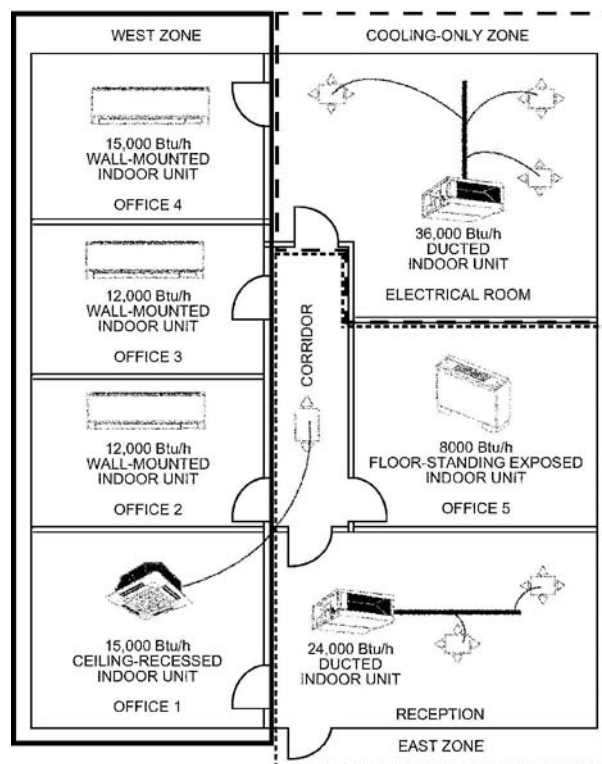 WEST ZONE
COOLING-ONLY ZONE
15,000 Btu/h
WALL-MOUNTED
INDOOR UNIT
OFFICE 4
36,000 Btu/h
DUCTED
INDOOR UNIT
ELECTRICAL ROOM
12,000 Btu/h
WALL-MOUNTED
INDOOR UNIT
OFFICE 3
CORRIDOR
12,000 Btu/h
WALL-MOUNTED
INDOOR UNIT
OFFICE 2
8000 Btu/h
FLOOR-STANDING EXPOSED
INDOOR UNIT
OFFICE 5
15,000 Btu/h
CEILING-RECESSED
INDOOR UNIT
OFFICE 1
24,000 Btu/h
DUCTED
INDOOR UNIT
RECEPTION
EAST ZONE